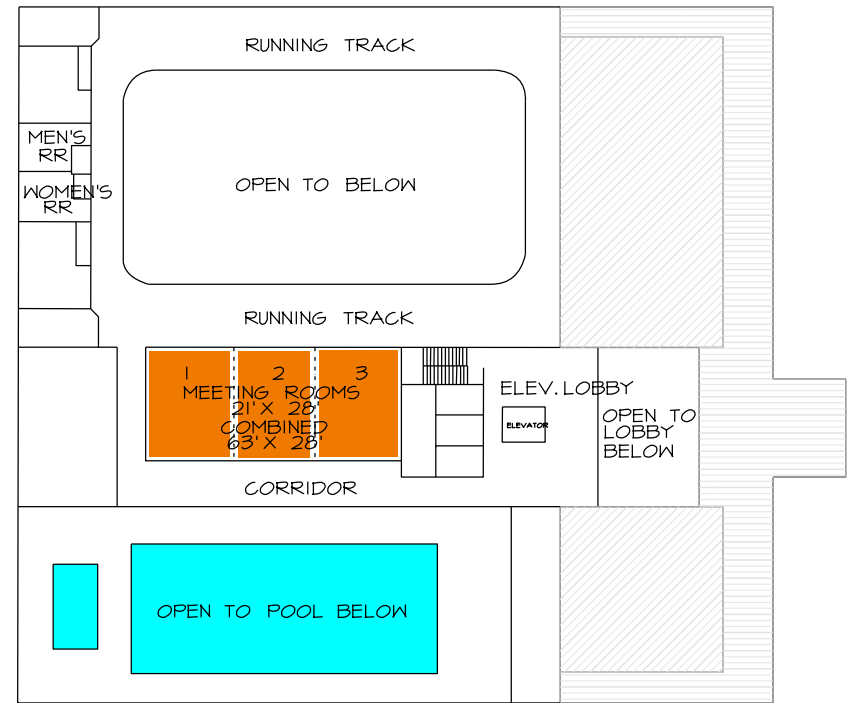 RUNNING TRACK
MEN'S
RR
WOMEN'S
RR
OPEN TO BELOW
RUNNING TRACK
1 2 3
MEETING ROOMS
21' X 28'
COMBINED
63' X 28'
ELEV. LOBBY
ELEVATOR
OPEN TO
LOBBY
BELOW
CORRIDOR
OPEN TO POOL BELOW